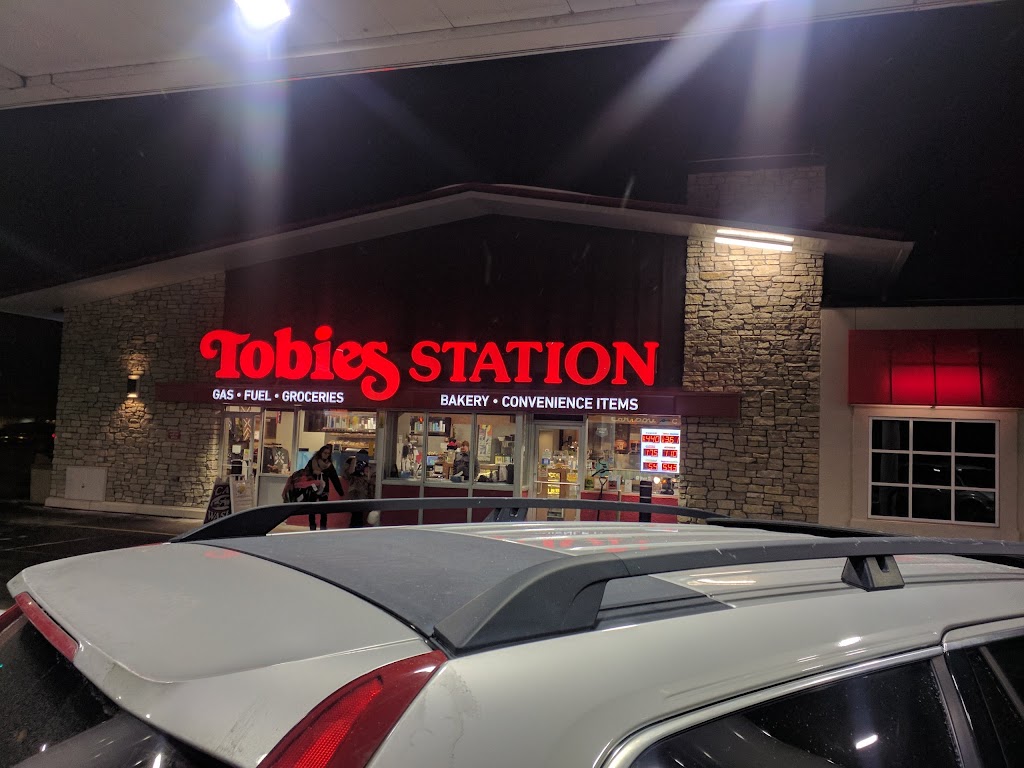 Tobies STATION
GAS • FUEL • GROCERIES
BAKERY • CONVENIENCE ITEMS